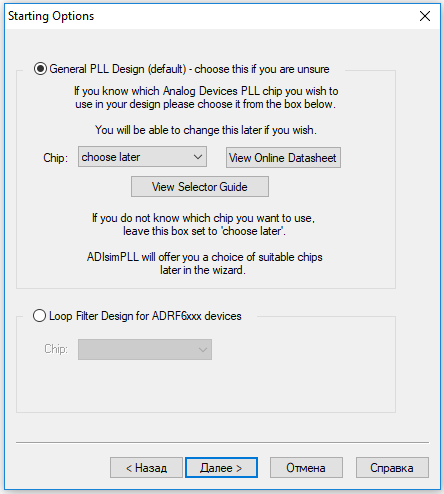 Starting Options
General PLL Design (default) - choose this if you are unsure
If you know which Analog Devices PLL chip you wish to
use in your design please choose it from the box below.
You will be able to change this later if you wish.
Chip: choose later View Online Datasheet
View Selector Guide
If you do not know which chip you want to use,
leave this box set to 'choose later'.
ADIsimPLL will offer you a choice of suitable chips
later in the wizard.
Loop Filter Design for ADRF6xxx devices
Chip:
< Назад Далее > Отмена Справка